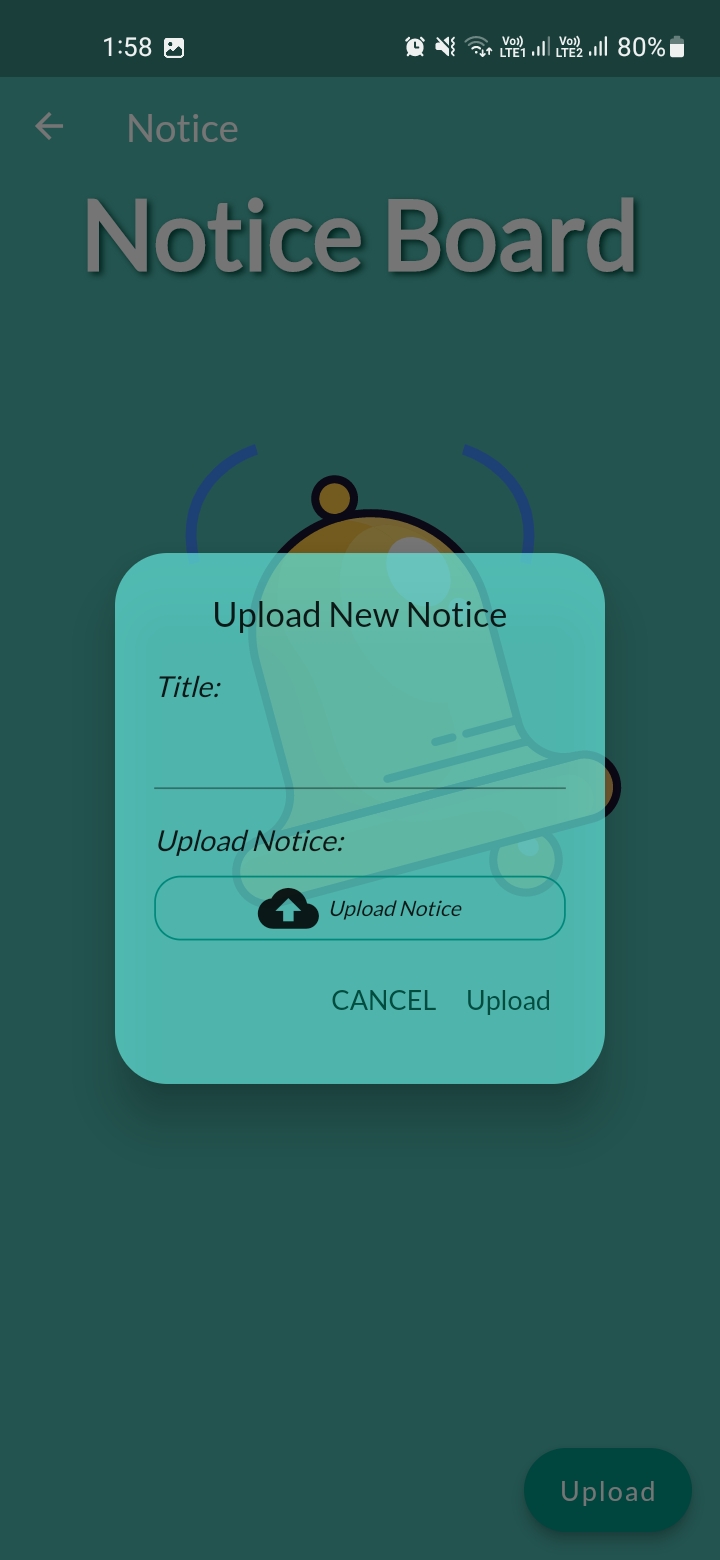 1:58
Vo)) LTE1 Vo)) LTE2 80%
Notice
Notice Board
Upload New Notice
Title:
Upload Notice:
Upload Notice
CANCEL Upload
Upload